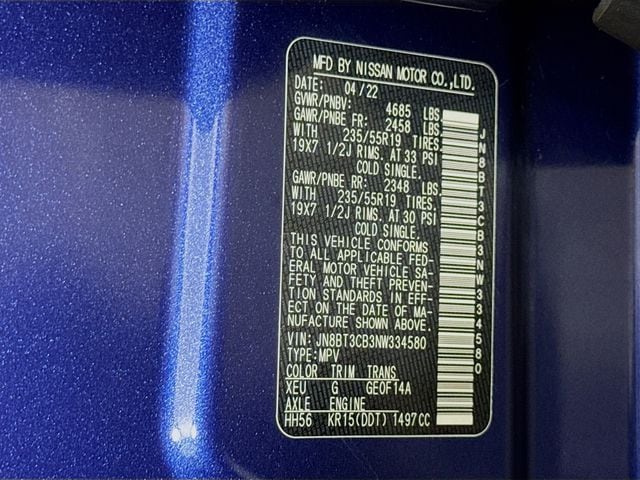 MFD BY NISSAN MOTOR CO.,LTD.
DATE: 04/22
GVWR/PNBV: 4685 LBS
GAWR/PNBE FR: 2458 LBS
WITH 235/55R19 TIRES,
19X7 1/2J RIMS. AT 33 PSI
COLD SINGLE.
GAWR/PNBE RR: 2348 LBS
WITH 235/55R19 TIRES,
19X7 1/2J RIMS. AT 30 PSI
COLD SINGLE.
THIS VEHICLE CONFORMS
TO ALL APPLICABLE FED-
ERAL MOTOR VEHICLE SA-
FETY AND THEFT PREVEN-
TION STANDARDS IN EFF-
ECT ON THE DATE OF MA-
NUFACTURE SHOWN ABOVE.
VIN: JN8BT3CB3NW334580
TYPE:MPV
COLOR TRIM TRANS
XEU G GE0F14A
AXLE ENGINE
HH56 KR15(DDT) 1497CC
JN8BT3CB3NW334580